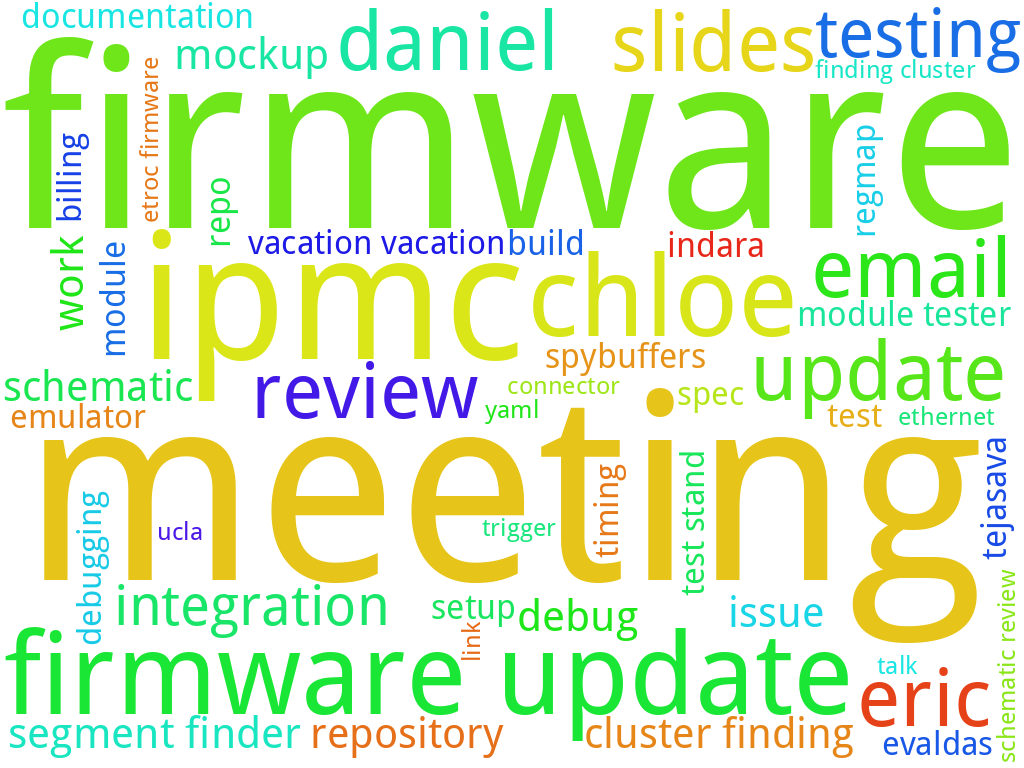 documentation
mockup
daniel
slides
testing
finding cluster
firmware
etroc firmware
billing
repo
regmap
work
module
vacation vacation
build
indara
ipmc
chloe
email
module tester
spybuffers
update
schematic
review
connector
spec
emulator
yaml
test
ethernet
meeting
tejasava
debugging
ucla
trigger
timing
test stand
integration
setup
debug
issue
schematic review
link
firmware update
talk
eric
segment finder
repository
cluster finding
evaldas